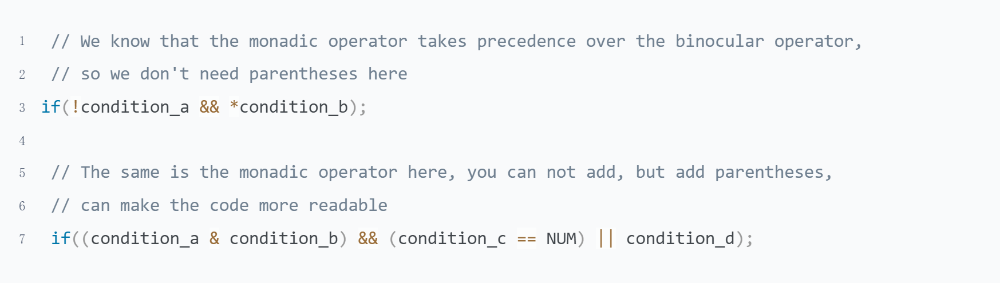 1 // We know that the monadic operator takes precedence over the binocular operator,
2 // so we don't need parentheses here
3 if(!condition_a && *condition_b);
4
5 // The same is the monadic operator here, you can not add, but add parentheses,
6 // can make the code more readable
7 if((condition_a & condition_b) && (condition_c == NUM) || condition_d);